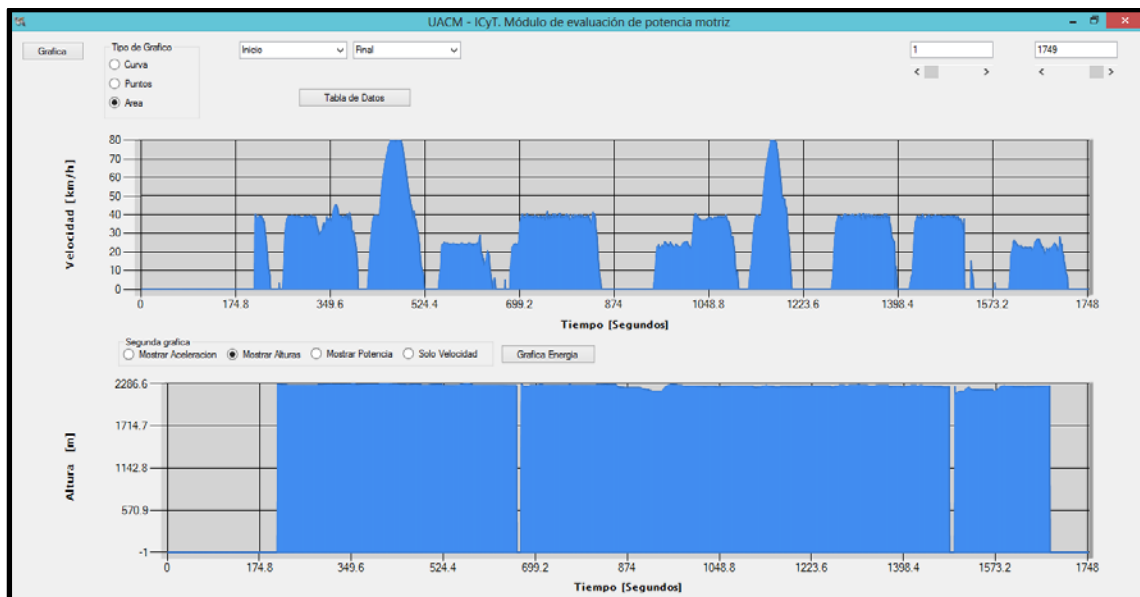 UACM - ICyT. Módulo de evaluación de potencia motriz
Grafica
Tipo de Grafico
Curva
Puntos
Area
Inicio
Final
Tabla de Datos
1
1749
Velocidad [km/h]
80
70
60
50
40
30
20
10
0
0 174.8 349.6 524.4 699.2 874 1048.8 1223.6 1398.4 1573.2 1748
Tiempo [Segundos]
Segunda grafica
Mostrar Aceleracion Mostrar Alturas Mostrar Potencia Solo Velocidad
Grafica Energia
Altura [m]
2286.6
1714.7
1142.8
570.9
-1
0 174.8 349.6 524.4 699.2 874 1048.8 1223.6 1398.4 1573.2 1748
Tiempo [Segundos]